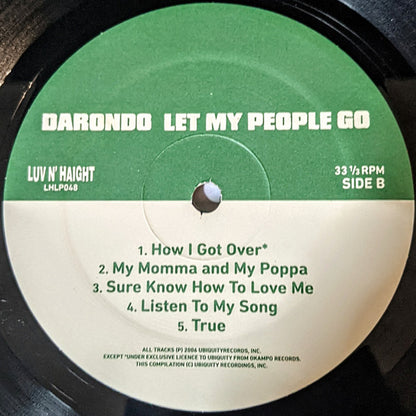 DARONDO LET MY PEOPLE GO
LUV N' HAIGHT
LHLP048
33 1/3 RPM
SIDE B
1. How I Got Over*
2. My Momma and My Poppa
3. Sure Know How To Love Me
4. Listen To My Song
5. True
ALL TRACKS (P) 2006 UBIQUITYRECORDS, INC.
EXCEPT *UNDER EXCLUSIVE LICENCE TO UBIQUITY FROM OKAMPO RECORDS.
THIS COMPILATION (C) UBIQUITY RECORDINGS, INC.